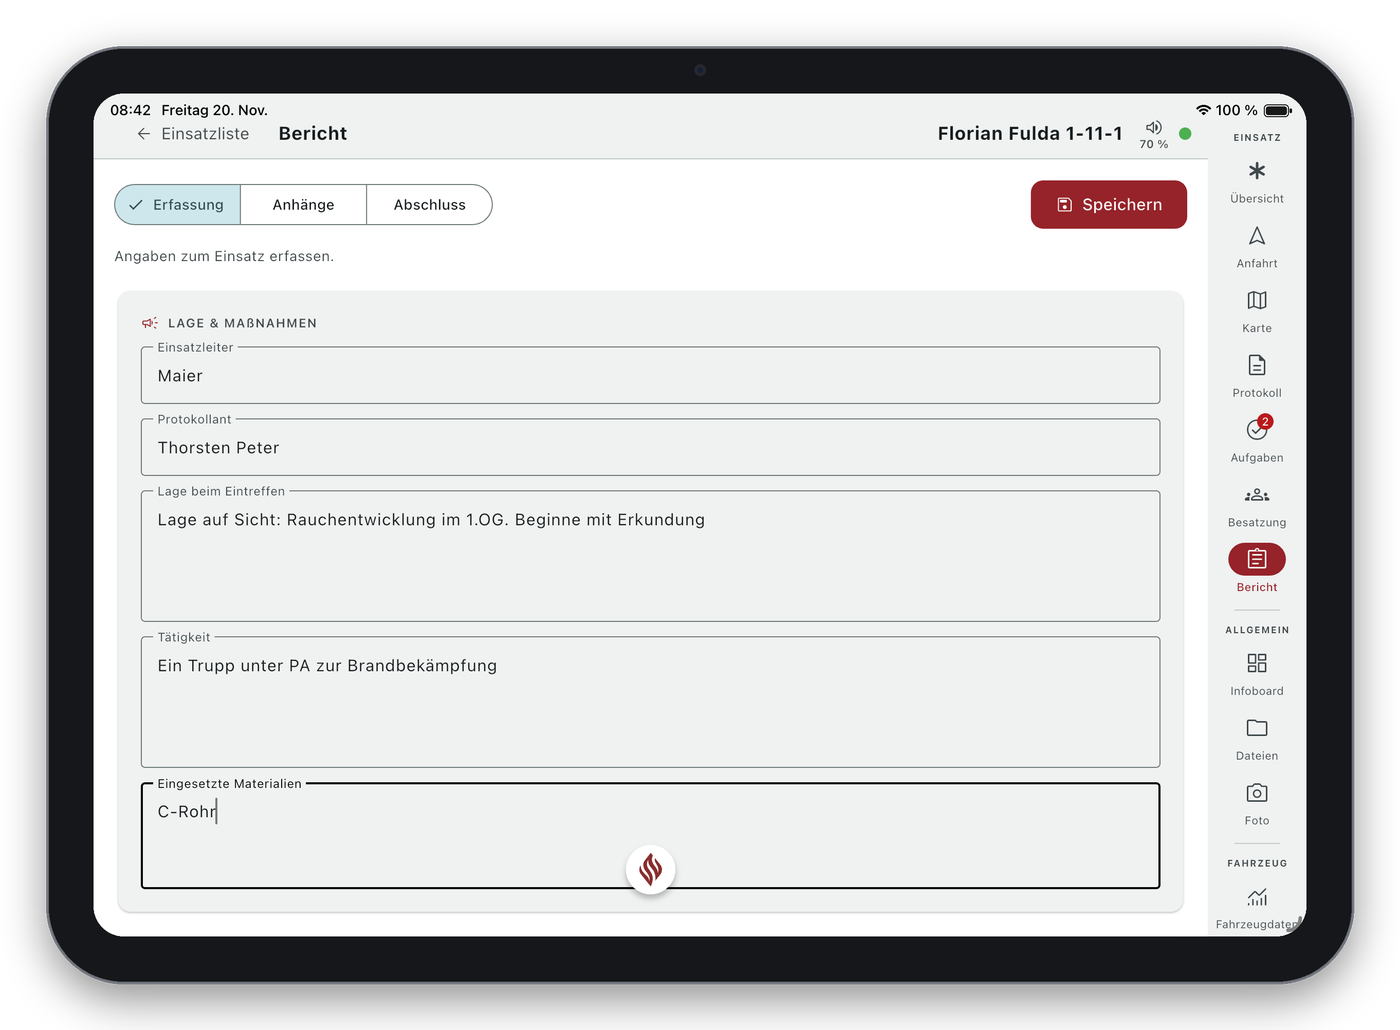 08:42 Freitag 20. Nov.
100 %
Einsatzliste
Bericht
Florian Fulda 1-11-1
70 %
Erfassung
Anhänge
Abschluss
Speichern
Angaben zum Einsatz erfassen.
LAGE & MAßNAHMEN
Einsatzleiter
Maier
Protokollant
Thorsten Peter
Lage beim Eintreffen
Lage auf Sicht: Rauchentwicklung im 1.OG. Beginne mit Erkundung
Tätigkeit
Ein Trupp unter PA zur Brandbekämpfung
Eingesetzte Materialien
C-Rohr
EINSATZ
Übersicht
Anfahrt
Karte
Protokoll
2
Aufgaben
Besatzung
Bericht
ALLGEMEIN
Infoboard
Dateien
Foto
FAHRZEUG
Fahrzeugdaten